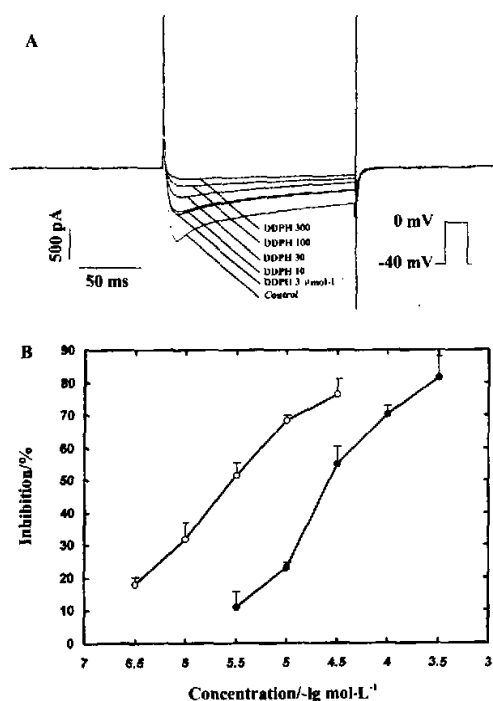 A
DDPH 300
DDPH 100
DDPH 30
DDPH 10
DDPH 3 μmol·L
Control
500 pA
50 ms
0 mV
-40 mV
B
90
80
70
60
50
40
30
20
10
0
Inhibition/%
7 6.5 6 5.5 5 4.5 4 3.5 3
Concentration/-lg mol·L-1